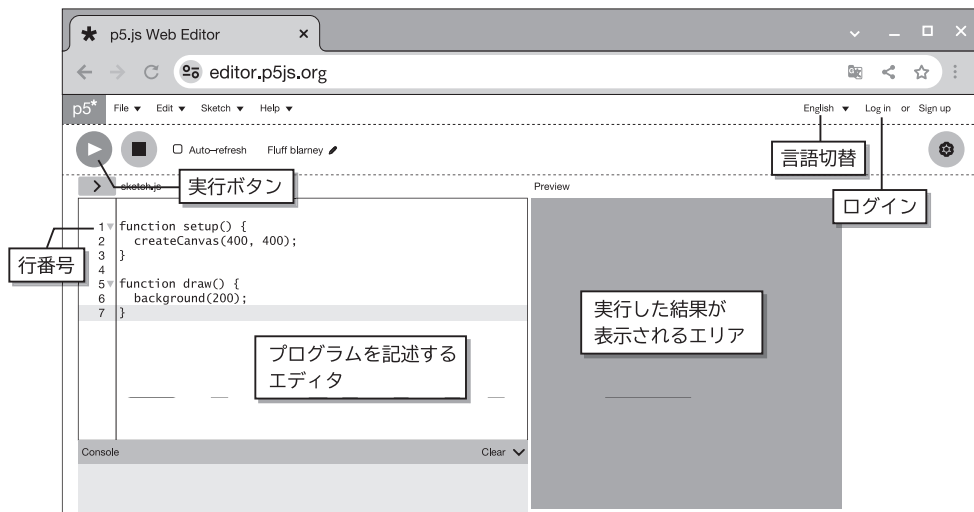 p5.js Web Editor
editor.p5js.org
p5* File Edit Sketch Help English Log in or Sign up
Auto-refresh Fluff blarney
言語切替
ログイン
実行ボタン
sketch.js
Preview
行番号
1 function setup() {
2 createCanvas(400, 400);
3 }
4
5 function draw() {
6 background(200);
7 }
プログラムを記述する
エディタ
実行した結果が
表示されるエリア
Console Clear